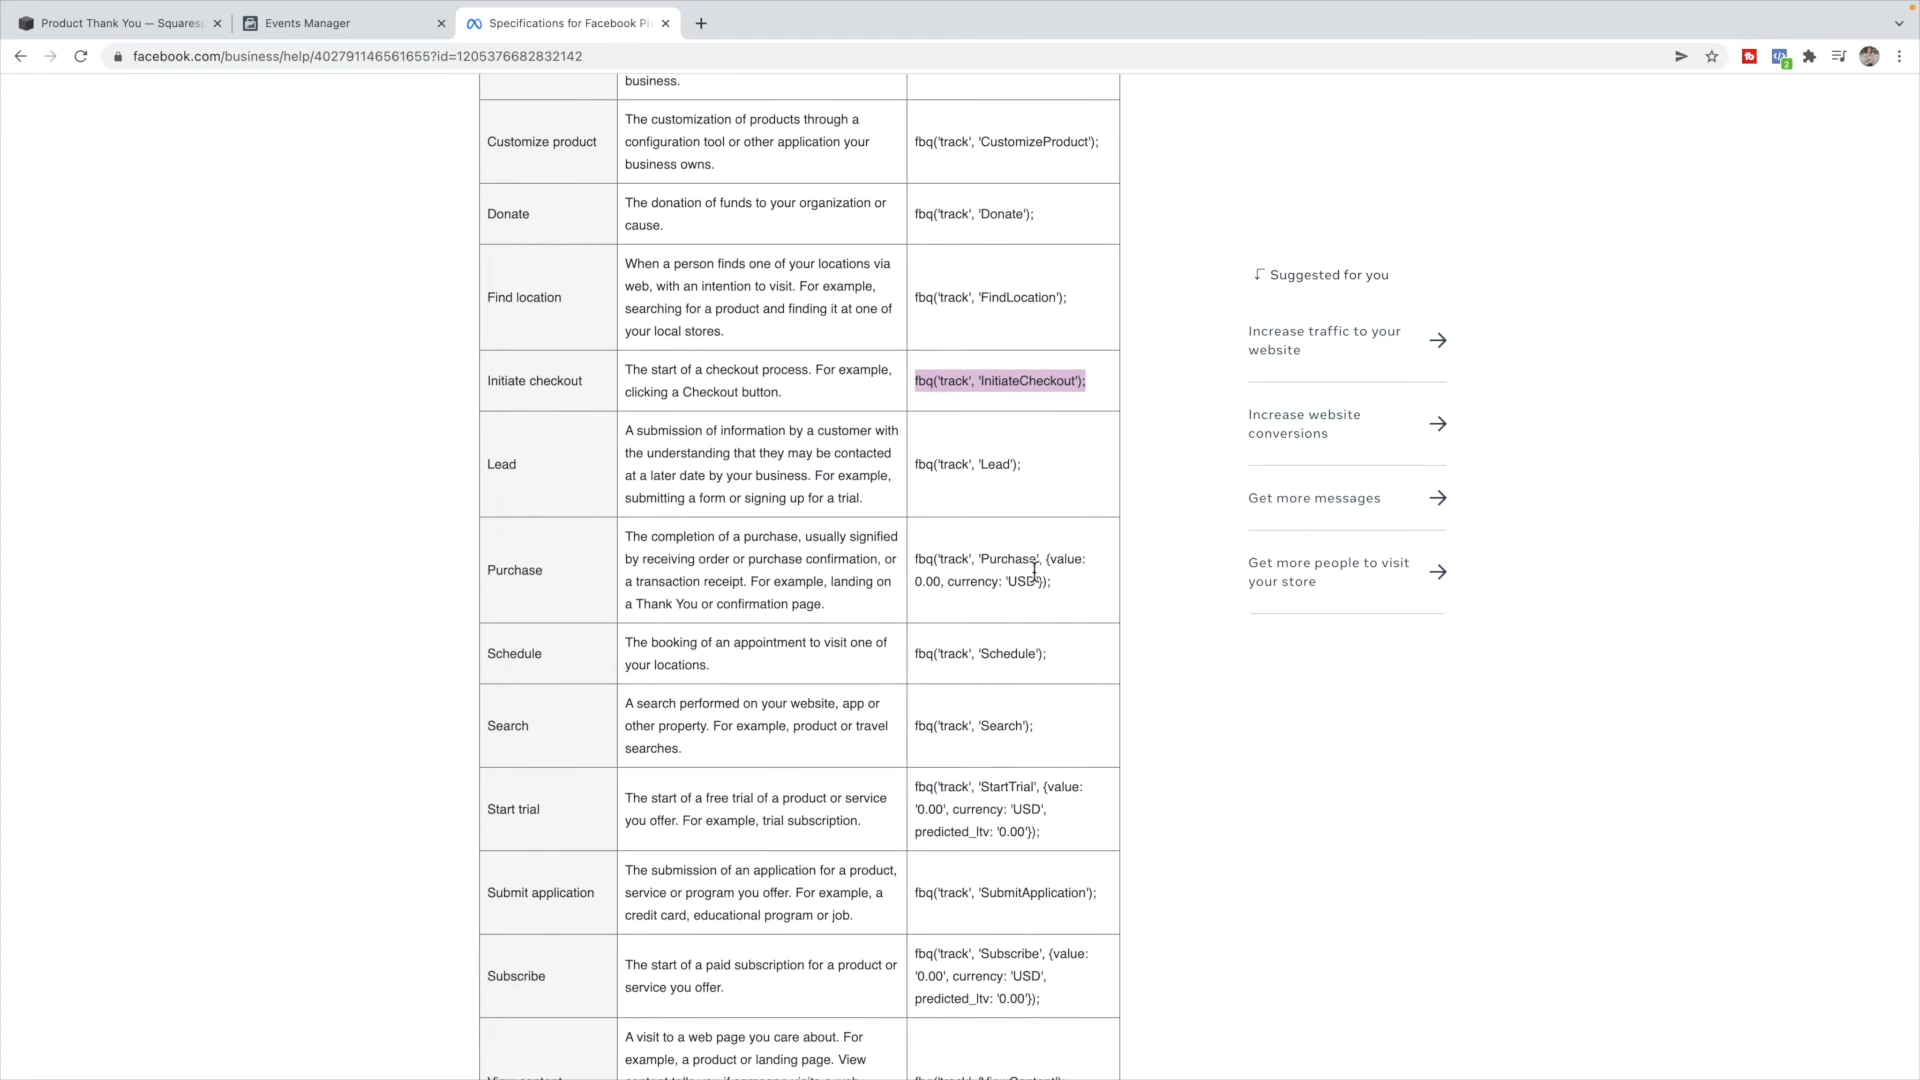 Product Thank You — Squaresp
Events Manager
Specifications for Facebook Pi
facebook.com/business/help/402791146561655?id=1205376682832142
2
business.
Customize product
The customization of products through a
configuration tool or other application your
business owns.
fbq('track', 'CustomizeProduct');
Donate
The donation of funds to your organization or
cause.
fbq('track', 'Donate');
Find location
When a person finds one of your locations via
web, with an intention to visit. For example,
searching for a product and finding it at one of
your local stores.
fbq('track', 'FindLocation');
Initiate checkout
The start of a checkout process. For example,
clicking a Checkout button.
fbq('track', 'InitiateCheckout');
Lead
A submission of information by a customer with
the understanding that they may be contacted
at a later date by your business. For example,
submitting a form or signing up for a trial.
fbq('track', 'Lead');
Purchase
The completion of a purchase, usually signified
by receiving order or purchase confirmation, or
a transaction receipt. For example, landing on
a Thank You or confirmation page.
fbq('track', 'Purchase', {value:
0.00, currency: 'USD'});
Schedule
The booking of an appointment to visit one of
your locations.
fbq('track', 'Schedule');
Search
A search performed on your website, app or
other property. For example, product or travel
searches.
fbq('track', 'Search');
Start trial
The start of a free trial of a product or service
you offer. For example, trial subscription.
fbq('track', 'StartTrial', {value:
'0.00', currency: 'USD',
predicted_ltv: '0.00'});
Submit application
The submission of an application for a product,
service or program you offer. For example, a
credit card, educational program or job.
fbq('track', 'SubmitApplication');
Subscribe
The start of a paid subscription for a product or
service you offer.
fbq('track', 'Subscribe', {value:
'0.00', currency: 'USD',
predicted_ltv: '0.00'});
A visit to a web page you care about. For
example, a product or landing page. View
Suggested for you
Increase traffic to your
website
Increase website
conversions
Get more messages
Get more people to visit
your store